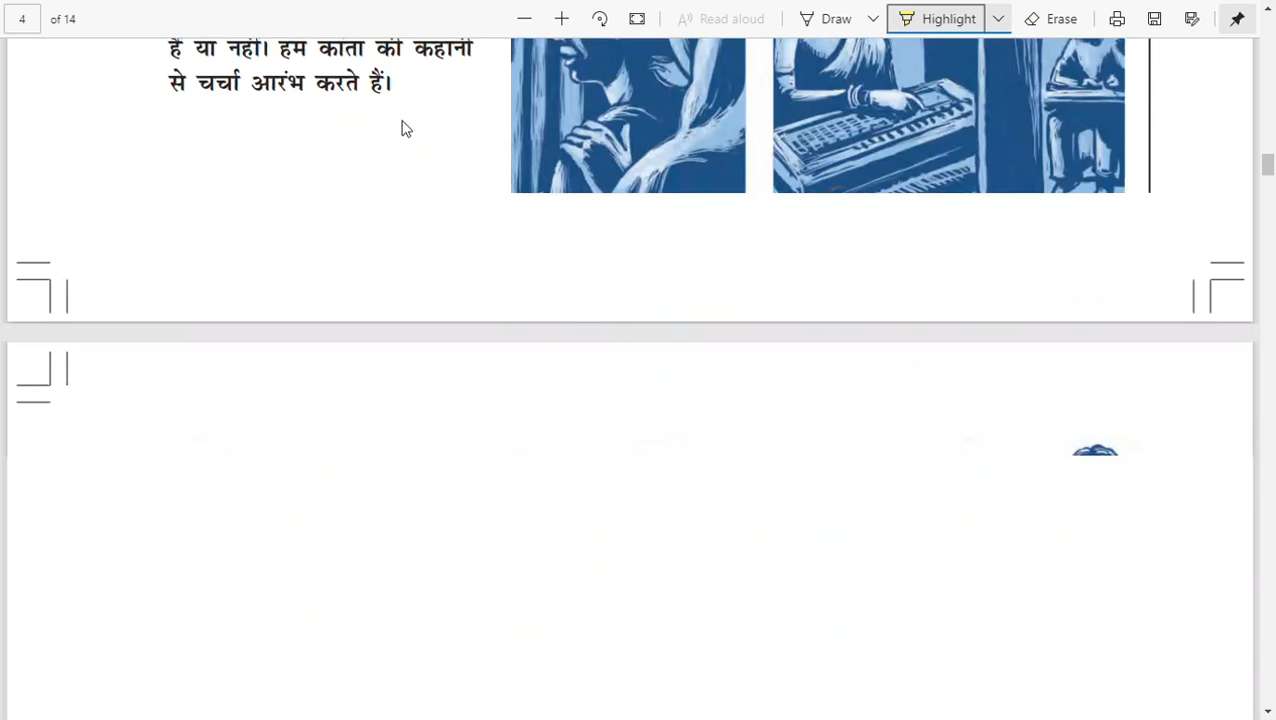 4 of 14 Read aloud Draw Highlight Erase
हैं या नहीं। हम कांता की कहानी
से चर्चा आरंभ करते हैं।